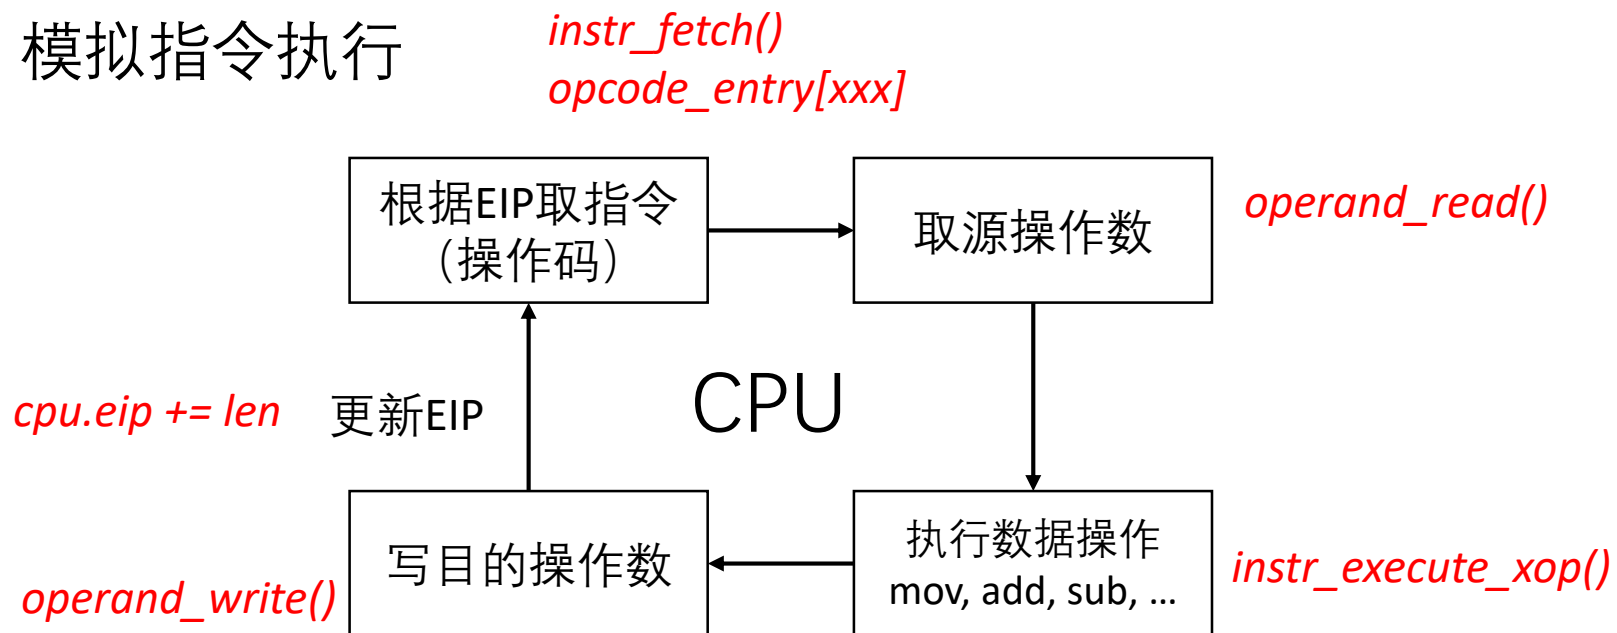 模拟指令执行
instr_fetch()
opcode_entry[xxx]
根据EIP取指令
（操作码）
取源操作数
operand_read()
CPU
cpu.eip += len
更新EIP
写目的操作数
operand_write()
执行数据操作
mov, add, sub, ...
instr_execute_xop()